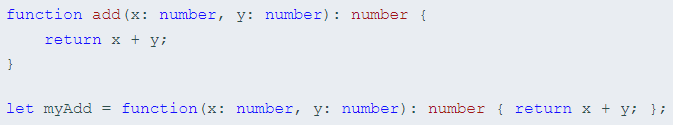 function add(x: number, y: number): number {
    return x + y;
}
let myAdd = function(x: number, y: number): number { return x + y; };